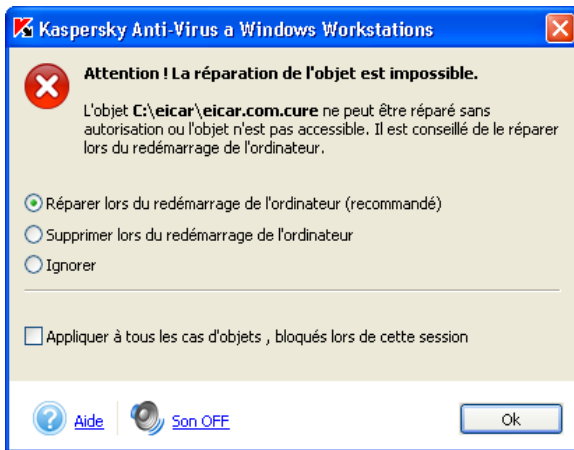 Kaspersky Anti-Virus a Windows Workstations
Attention ! La réparation de l'objet est impossible.
L'objet C:\eicar\eicar.com.cure ne peut être réparé sans
autorisation ou l'objet n'est pas accessible. Il est conseillé de le réparer
lors du redémarrage de l'ordinateur.
Réparer lors du redémarrage de l'ordinateur (recommandé)
Supprimer lors du redémarrage de l'ordinateur
Ignorer
Appliquer à tous les cas d'objets , bloqués lors de cette session
Aide
Son OFF
Ok